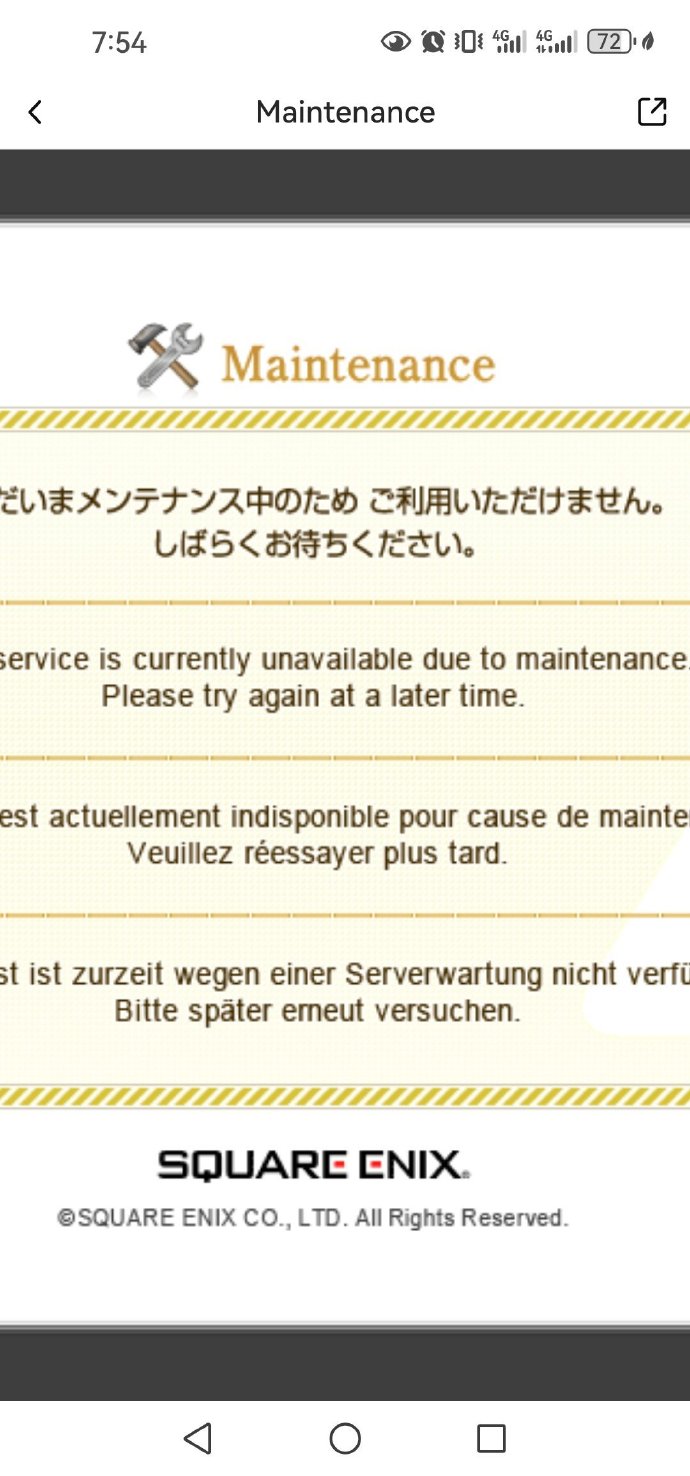 7:54
4G 4G 72
Maintenance
Maintenance
だいまメンテナンス中のため ご利用いただけません。
しばらくお待ちください。
service is currently unavailable due to maintenance.
Please try again at a later time.
est actuellement indisponible pour cause de mainte
Veuillez réessayer plus tard.
st ist zurzeit wegen einer Serverwartung nicht verfü
Bitte später erneut versuchen.
SQUARE ENIX®
©SQUARE ENIX CO., LTD. All Rights Reserved.